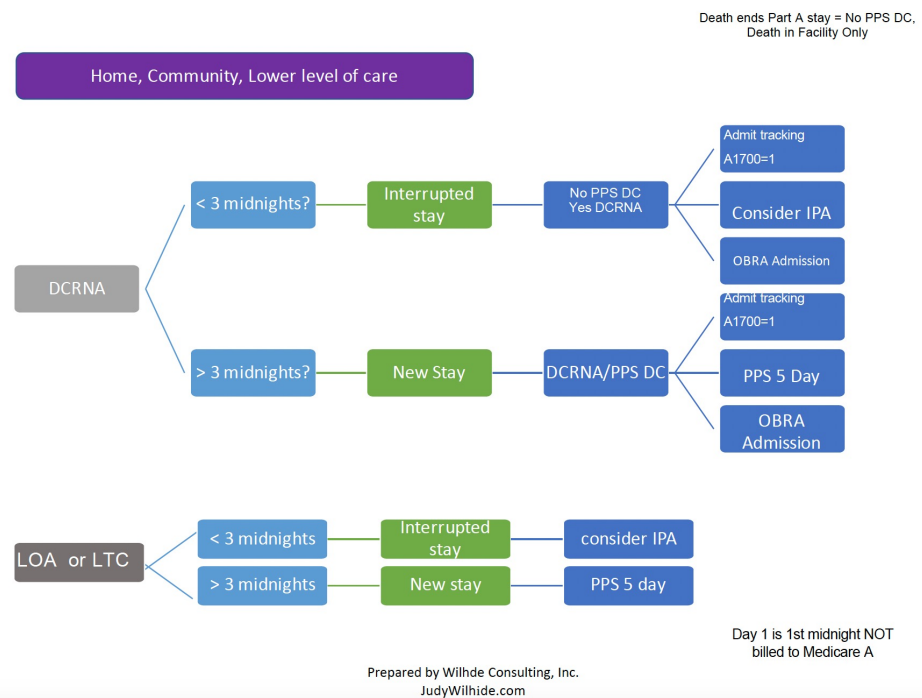 Death ends Part A stay = No PPS DC,
Death in Facility Only
Home, Community, Lower level of care
DCRNA
< 3 midnights?
Interrupted
stay
No PPS DC
Yes DCRNA
Admit tracking
A1700=1
Consider IPA
OBRA Admission
> 3 midnights?
New Stay
DCRNA/PPS DC
Admit tracking
A1700=1
PPS 5 Day
OBRA
Admission
LOA or LTC
< 3 midnights
Interrupted
stay
consider IPA
> 3 midnights
New stay
PPS 5 day
Day 1 is 1st midnight NOT
billed to Medicare A
Prepared by Wilhde Consulting, Inc.
JudyWilhide.com